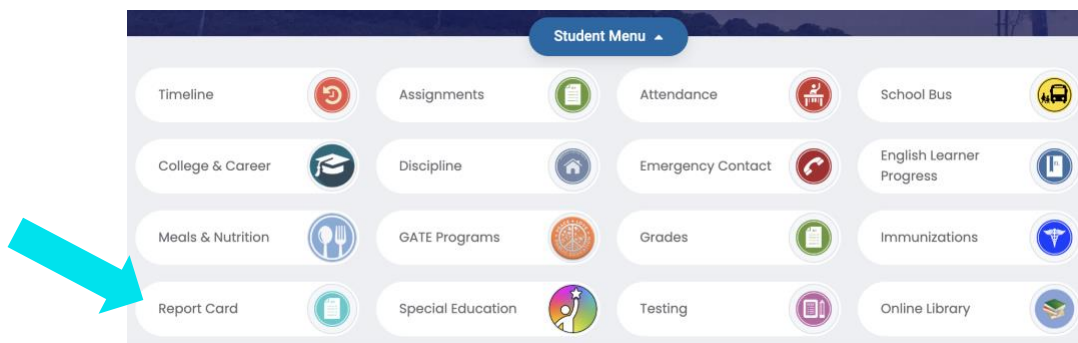 Student Menu
Timeline
Assignments
Attendance
School Bus
College & Career
Discipline
Emergency Contact
English Learner
Progress
Meals & Nutrition
GATE Programs
Grades
Immunizations
Report Card
Special Education
Testing
Online Library